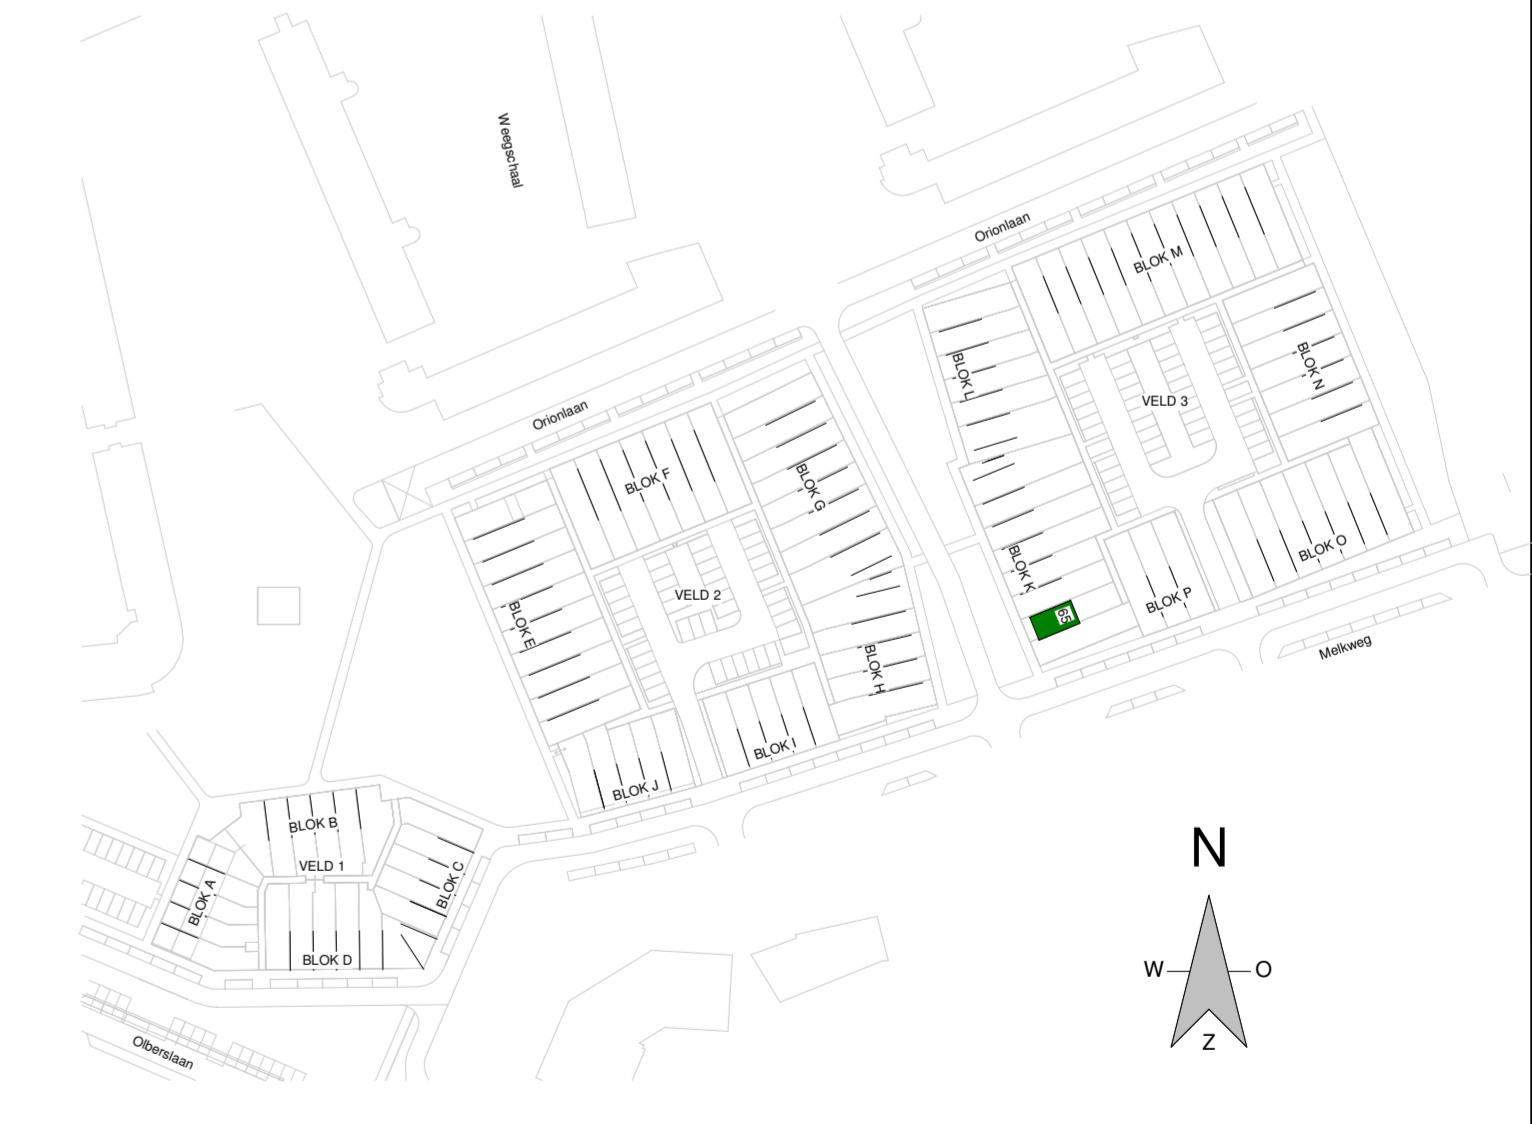 Weegschaal
Orionlaan
BLOK M
BLOK L
BLOK N
VELD 3
Orionlaan
BLOK F
BLOK G
BLOK O
BLOK K
BLOK P
VELD 2
65
BLOK E
Melkweg
BLOK H
BLOK I
BLOK J
BLOK B
VELD 1
BLOK C
BLOK A
BLOK D
N
W
O
Z
Olberslaan